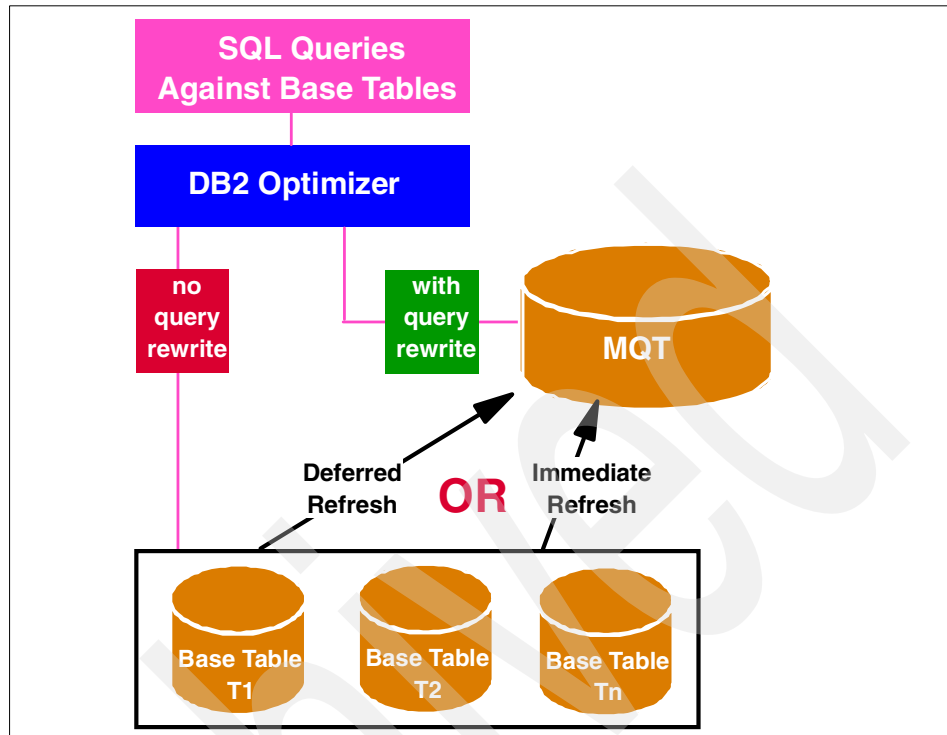 SQL Queries
Against Base Tables
DB2 Optimizer
no
query
rewrite
with
query
rewrite
MQT
Deferred
Refresh
OR
Immediate
Refresh
Base Table
T1
Base Table
T2
Base Table
Tn